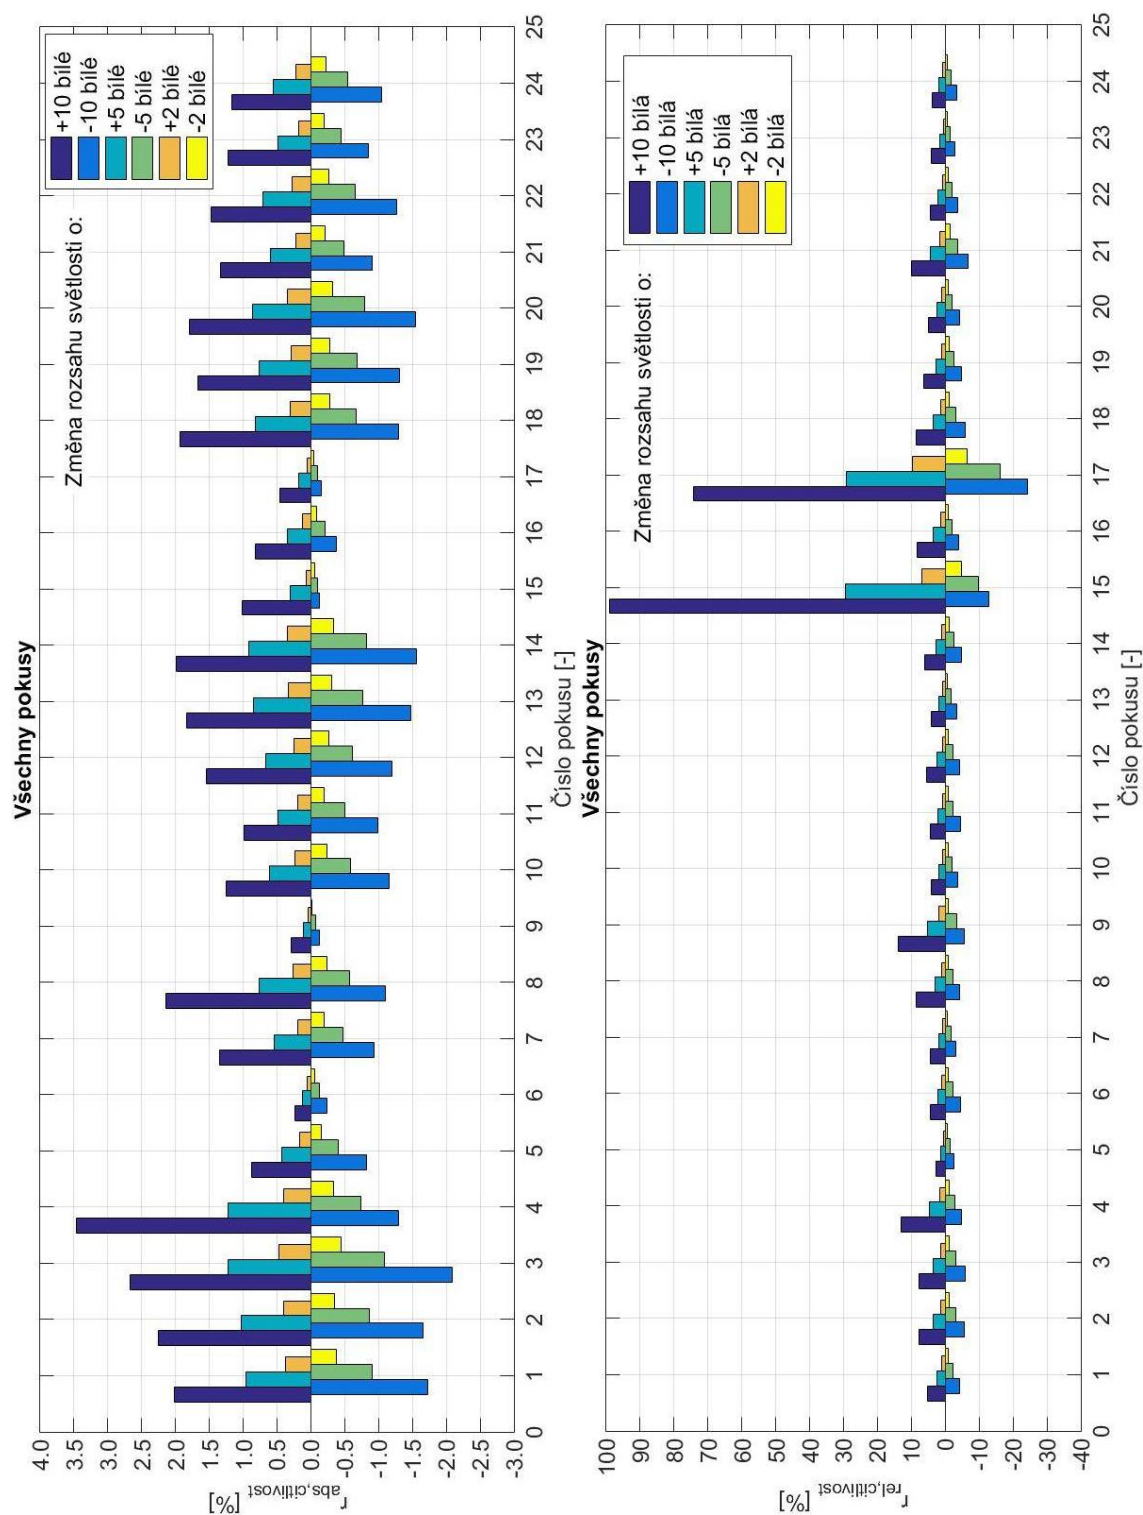 Všechny pokusy
4.0
3.5
3.0
2.5
2.0
1.5
1.0
0.5
0.0
-0.5
-1.0
-1.5
-2.0
-2.5
-3.0
r abs,citlivost [%]
Změna rozsahu světlosti o:
+10 bílé
-10 bílé
+5 bílé
-5 bílé
+2 bílé
-2 bílé
0 1 2 3 4 5 6 7 8 9 10 11 12 13 14 15 16 17 18 19 20 21 22 23 24 25
Číslo pokusu [-]
Všechny pokusy
100
90
80
70
60
50
40
30
20
10
0
-10
-20
-30
-40
r rel,citlivost [%]
Změna rozsahu světlosti o:
+10 bílá
-10 bílá
+5 bílá
-5 bílá
+2 bílá
-2 bílá
0 1 2 3 4 5 6 7 8 9 10 11 12 13 14 15 16 17 18 19 20 21 22 23 24 25
Číslo pokusu [-]